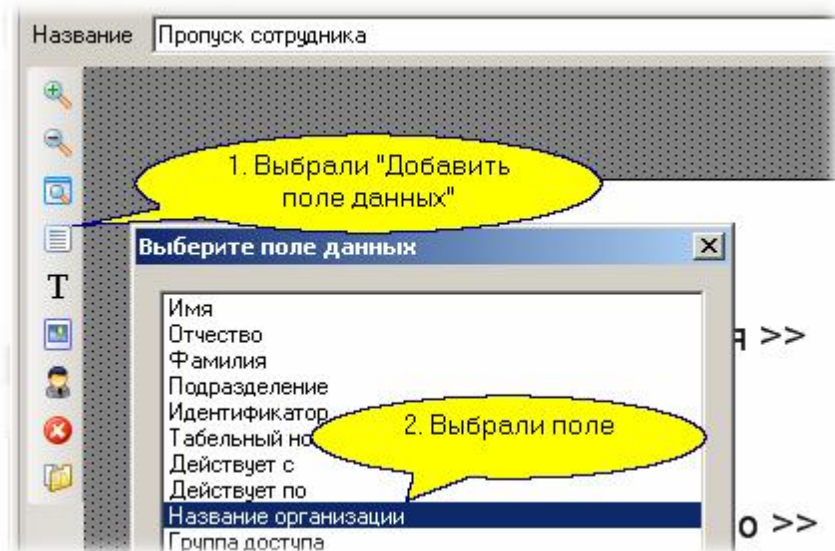 Название Пропуск сотрудника
1. Выбрали "Добавить
поле данных"
Выберите поле данных
T
Имя
Отчество
я >>
Фамилия
Подразделение
Идентификатор
2. Выбрали поле
Табельный но
Действует с
Действует по
Название организации
о >>
Группа доступа